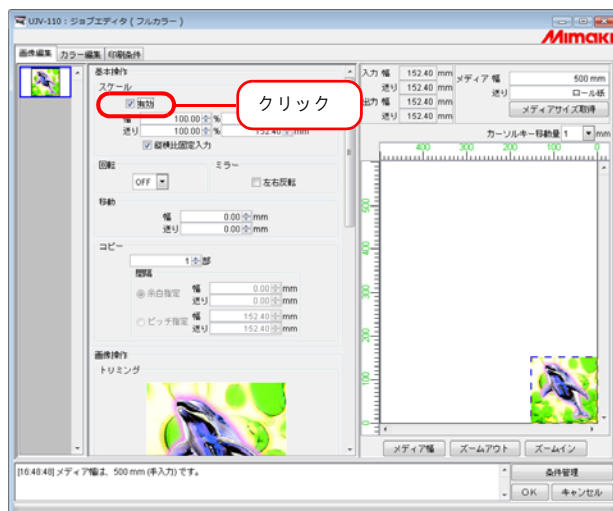 UJV-110 : ジョブエディタ ( フルカラー )
Mimaki
画像編集 カラー編集 印刷条件
基本操作
スケール
有効
クリック
幅 100.00 %
送り 100.00 % 152.40 mm
縦横比固定入力
回転
OFF
ミラー
左右反転
移動
幅 0.00 mm
送り 0.00 mm
コピー
1 部
間隔
余白指定 幅 0.00 mm
送り 0.00 mm
ピッチ指定 幅 152.40 mm
送り 152.40 mm
画像操作
トリミング
入力 幅 152.40 mm
送り 152.40 mm
出力 幅 152.40 mm
送り 152.40 mm
メディア 幅 500 mm
送り ロール紙
メディアサイズ取得
カーソルキー移動量 1 mm
400 300 200 100 0
500
400
300
200
100
0
メディア幅 ズームアウト ズームイン
[16:48:48] メディア幅は、500 mm (手入力) です。
条件管理
OK キャンセル